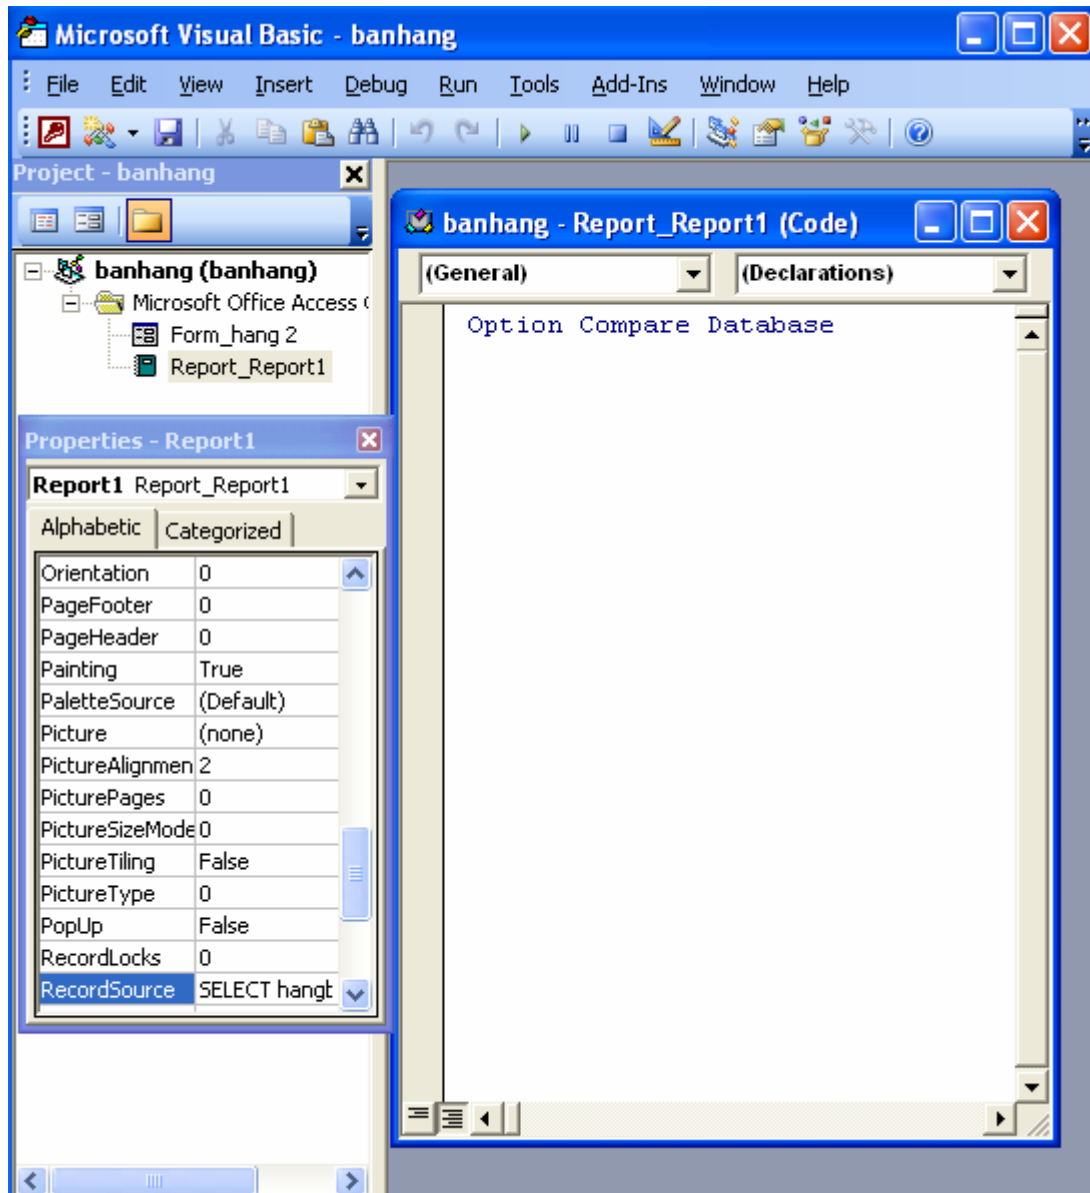 Microsoft Visual Basic - banhang
File Edit View Insert Debug Run Tools Add-Ins Window Help
Project - banhang
banhang (banhang)
Microsoft Office Access
Form_hang 2
Report_Report1
Properties - Report1
Report1 Report_Report1
Alphabetic Categorized
Orientation 0
PageFooter 0
PageHeader 0
Painting True
PaletteSource (Default)
Picture (none)
PictureAlignmen 2
PicturePages 0
PictureSizeMode 0
PictureTiling False
PictureType 0
PopUp False
RecordLocks 0
RecordSource SELECT hangb
banhang - Report_Report1 (Code)
(General) (Declarations)
Option Compare Database